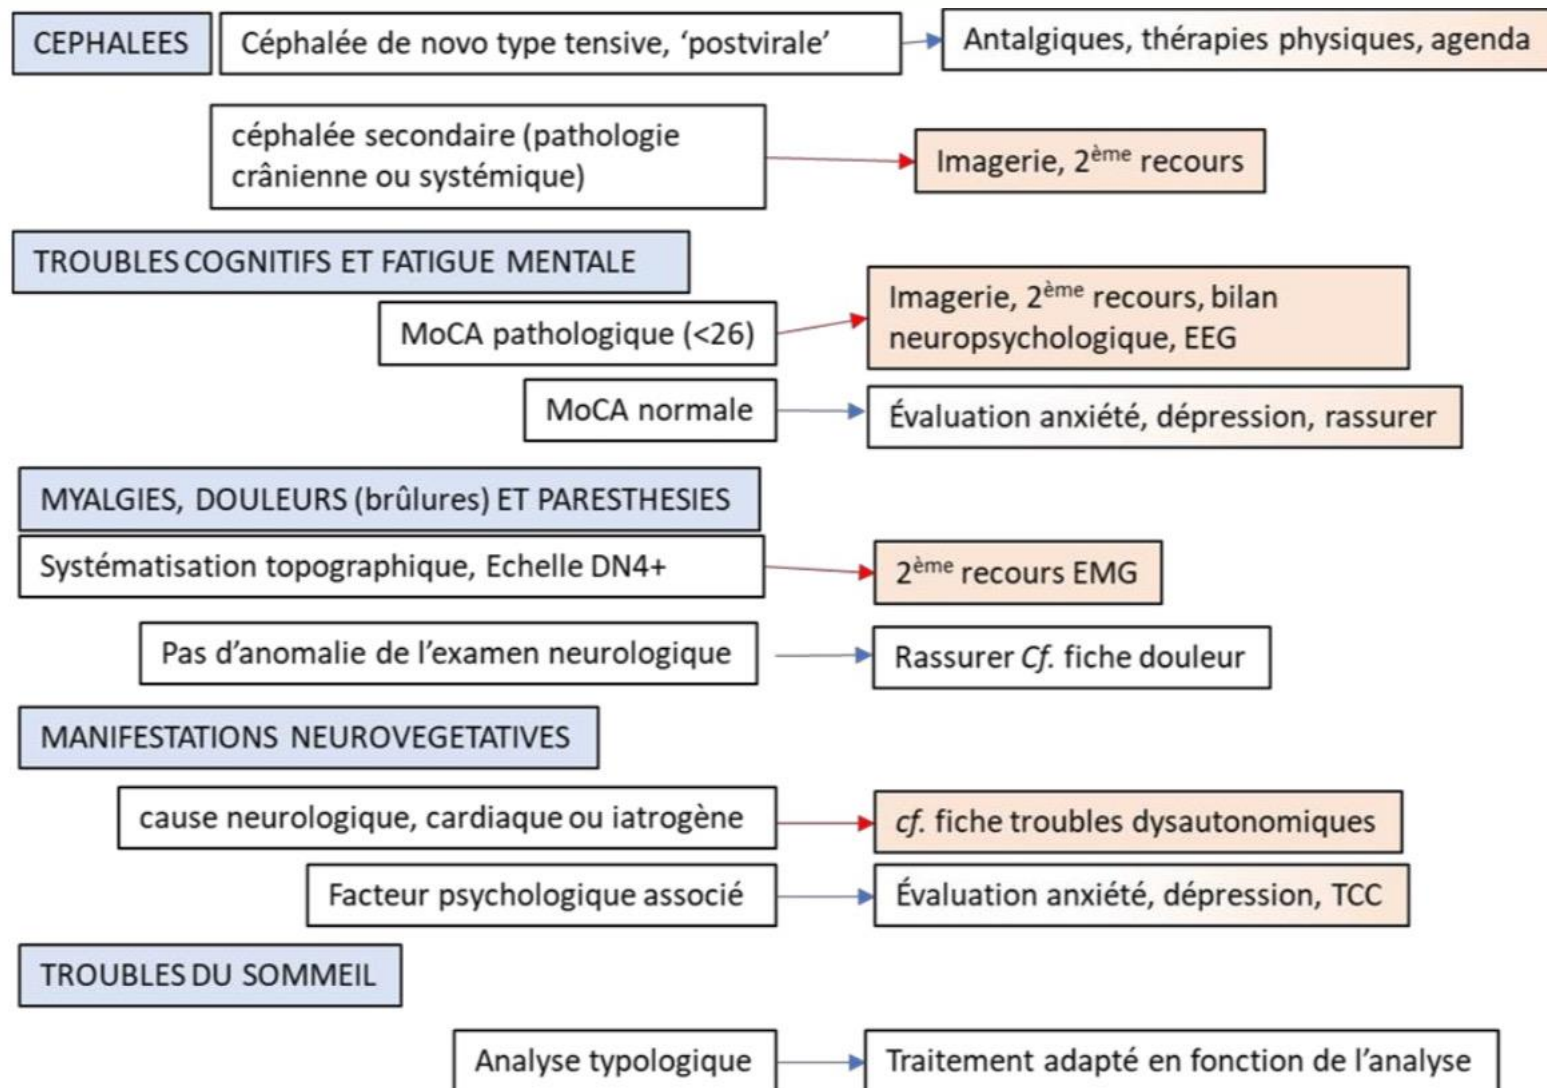 CEPHALEES
Céphalée de novo type tensive, ‘postvirale’
Antalgiques, thérapies physiques, agenda
céphalée secondaire (pathologie
crânienne ou systémique)
Imagerie, 2ème recours
TROUBLES COGNITIFS ET FATIGUE MENTALE
MoCA pathologique (<26)
Imagerie, 2ème recours, bilan
neuropsychologique, EEG
MoCA normale
Évaluation anxiété, dépression, rassurer
MYALGIES, DOULEURS (brûlures) ET PARESTHESIES
Systématisation topographique, Echelle DN4+
2ème recours EMG
Pas d’anomalie de l’examen neurologique
Rassurer Cf. fiche douleur
MANIFESTATIONS NEUROVEGETATIVES
cause neurologique, cardiaque ou iatrogène
cf. fiche troubles dysautonomiques
Facteur psychologique associé
Évaluation anxiété, dépression, TCC
TROUBLES DU SOMMEIL
Analyse typologique
Traitement adapté en fonction de l’analyse